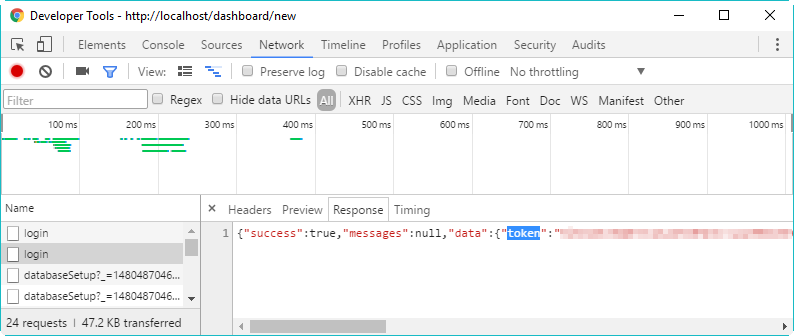 Developer Tools - http://localhost/dashboard/new
Elements Console Sources Network Timeline Profiles Application Security Audits
View: Preserve log Disable cache Offline No throttling
Filter Regex Hide data URLs All XHR JS CSS Img Media Font Doc WS Manifest Other
100 ms 200 ms 300 ms 400 ms 500 ms 600 ms 700 ms 800 ms 900 ms 1000 ms
Name × Headers Preview Response Timing
login
1 {"success":true,"messages":null,"data":{"token":"
login
databaseSetup?_=1480487046...
databaseSetup?_=1480487046...
24 requests | 47.2 KB transferred